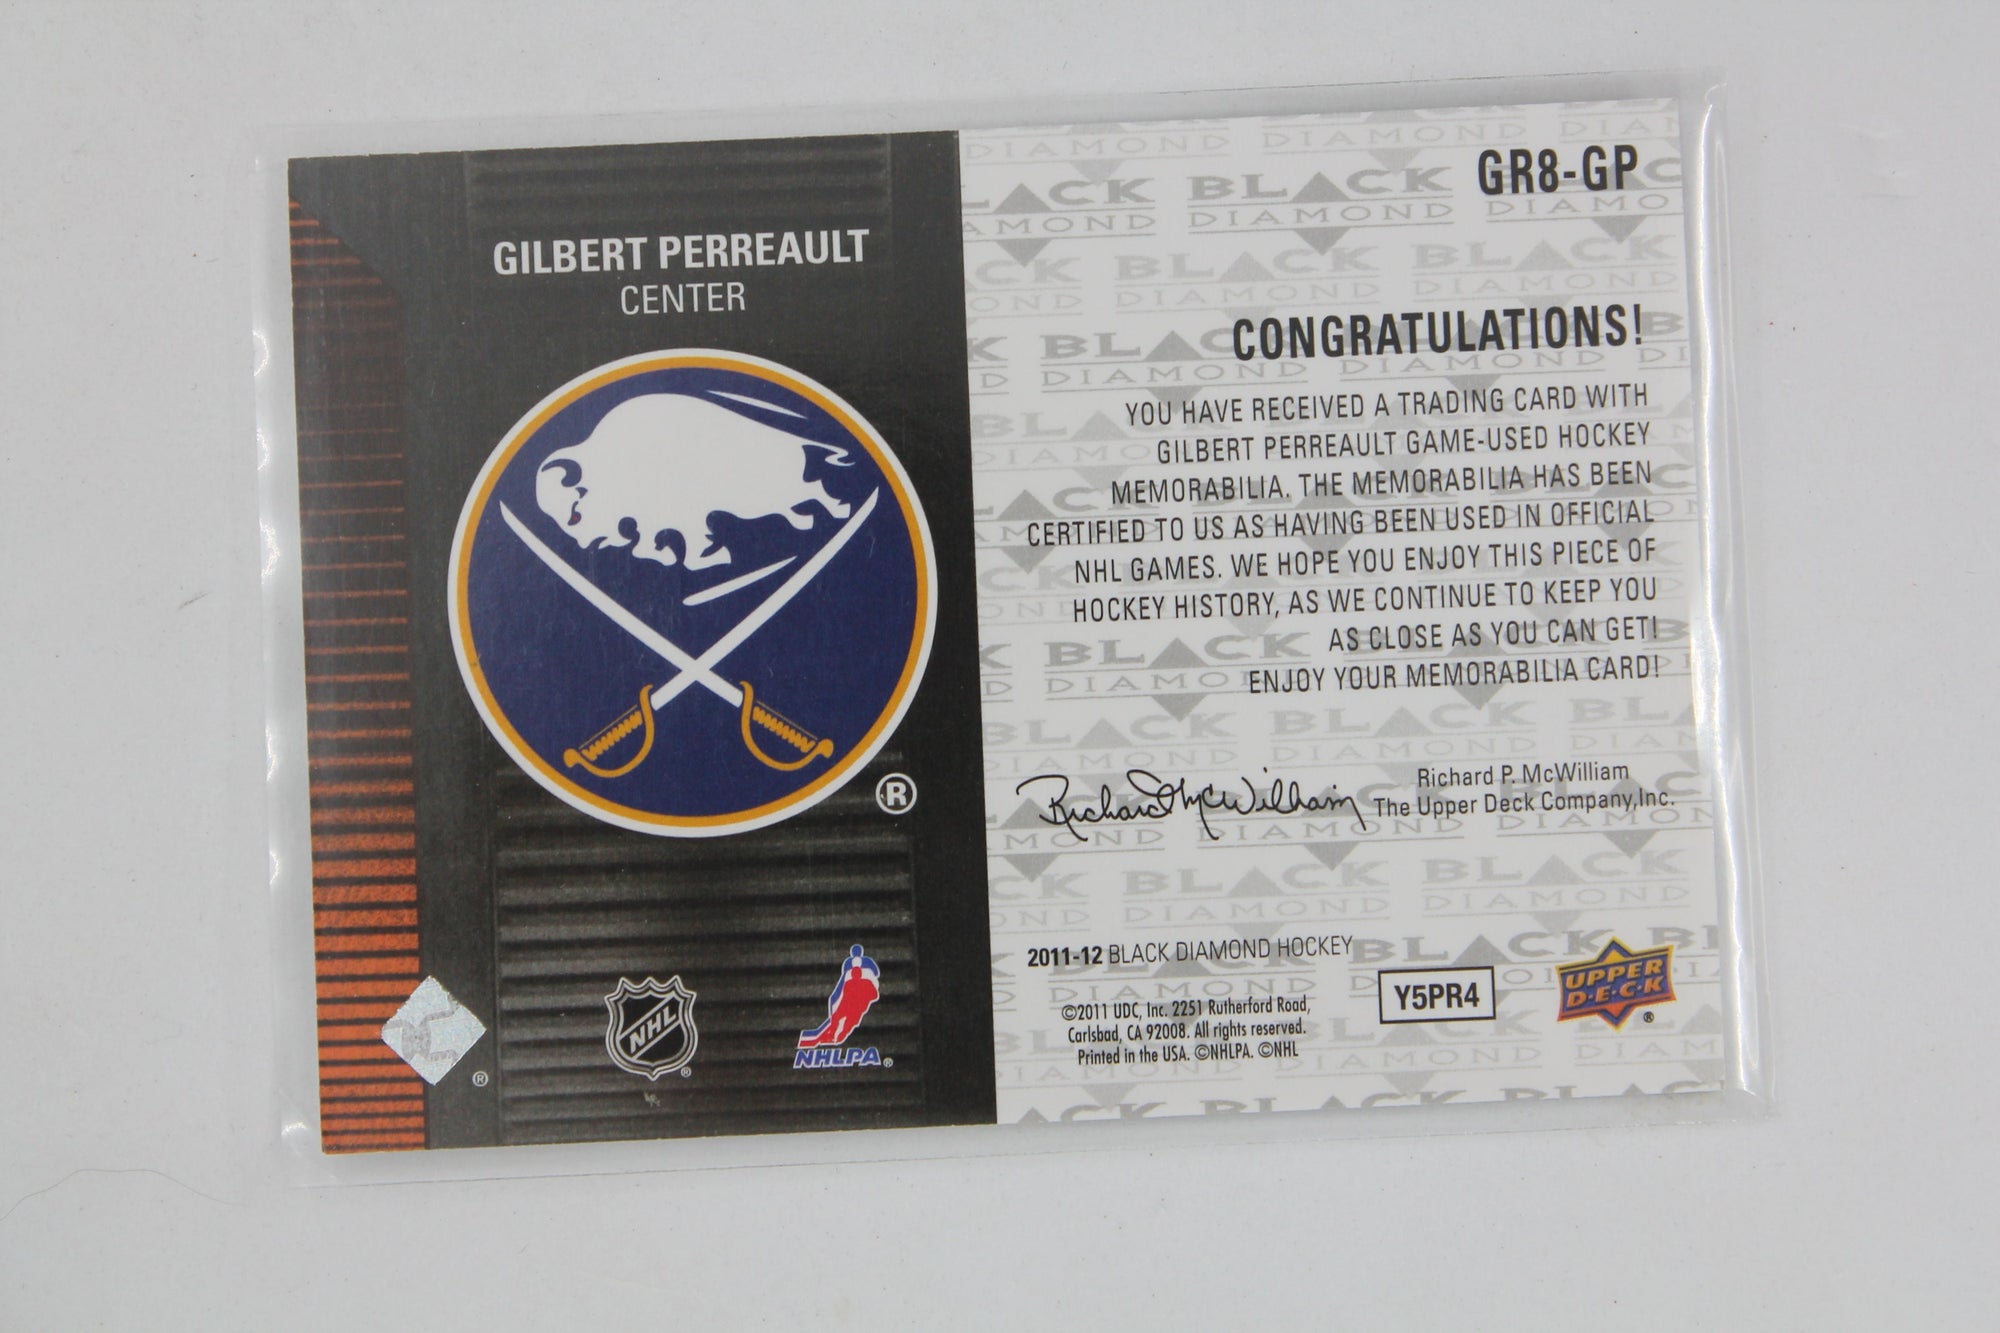 GR8-GP
GILBERT PERREAULT
CENTER
®
NHL
®
NHLPA®
®
CONGRATULATIONS!
YOU HAVE RECEIVED A TRADING CARD WITH
GILBERT PERREAULT GAME-USED HOCKEY
MEMORABILIA. THE MEMORABILIA HAS BEEN
CERTIFIED TO US AS HAVING BEEN USED IN OFFICIAL
NHL GAMES. WE HOPE YOU ENJOY THIS PIECE OF
HOCKEY HISTORY, AS WE CONTINUE TO KEEP YOU
AS CLOSE AS YOU CAN GET!
ENJOY YOUR MEMORABILIA CARD!
Richard McWilliam
Richard P. McWilliam
The Upper Deck Company,Inc.
2011-12 BLACK DIAMOND HOCKEY
©2011 UDC, Inc. 2251 Rutherford Road,
Carlsbad, CA 92008. All rights reserved.
Printed in the USA. ©NHLPA. ©NHL
Y5PR4
UPPER
D·E·C·K
®
BLACK
DIAMOND